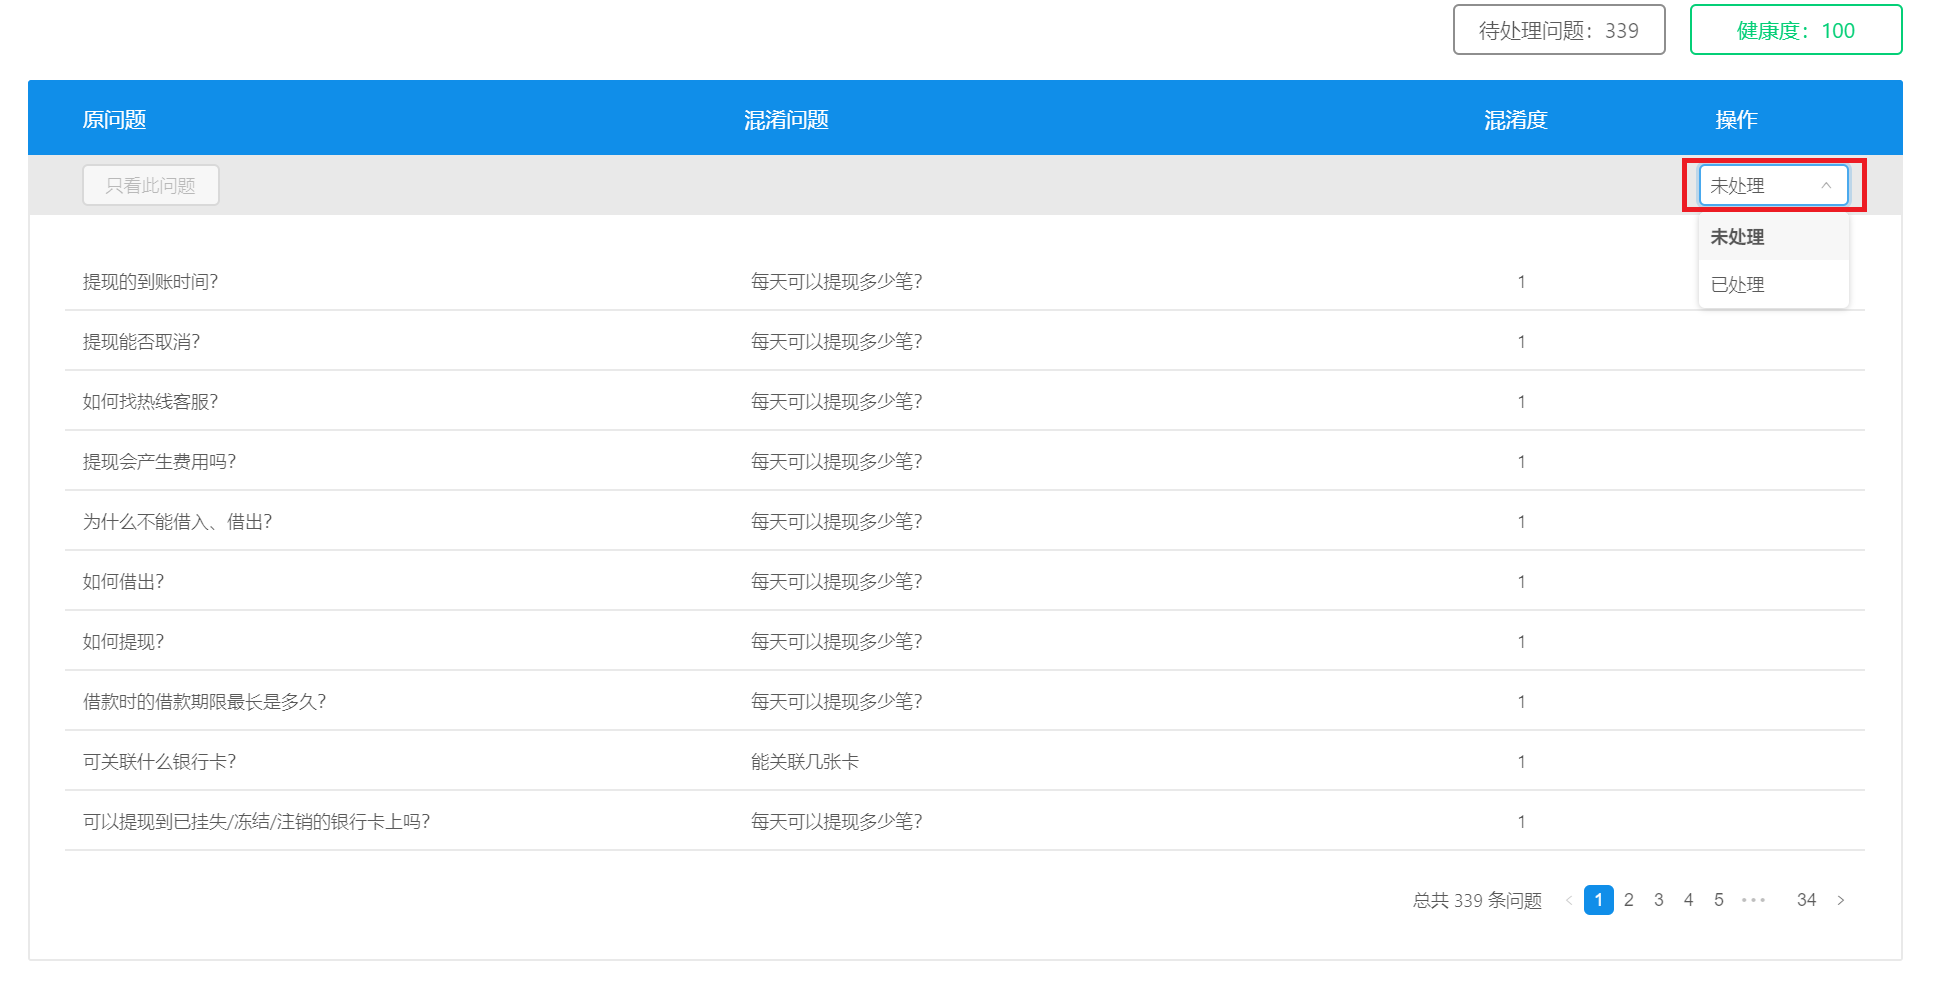 待处理问题：339
健康度：100
原问题 混淆问题 混淆度 操作
只看此问题 未处理
未处理
已处理
提现的到账时间? 每天可以提现多少笔? 1
提现能否取消? 每天可以提现多少笔? 1
如何找热线客服? 每天可以提现多少笔? 1
提现会产生费用吗? 每天可以提现多少笔? 1
为什么不能借入、借出? 每天可以提现多少笔? 1
如何借出? 每天可以提现多少笔? 1
如何提现? 每天可以提现多少笔? 1
借款时的借款期限最长是多久? 每天可以提现多少笔? 1
可关联什么银行卡? 能关联几张卡 1
可以提现到已挂失/冻结/注销的银行卡上吗? 每天可以提现多少笔? 1
总共 339 条问题 < 1 2 3 4 5 ••• 34 >